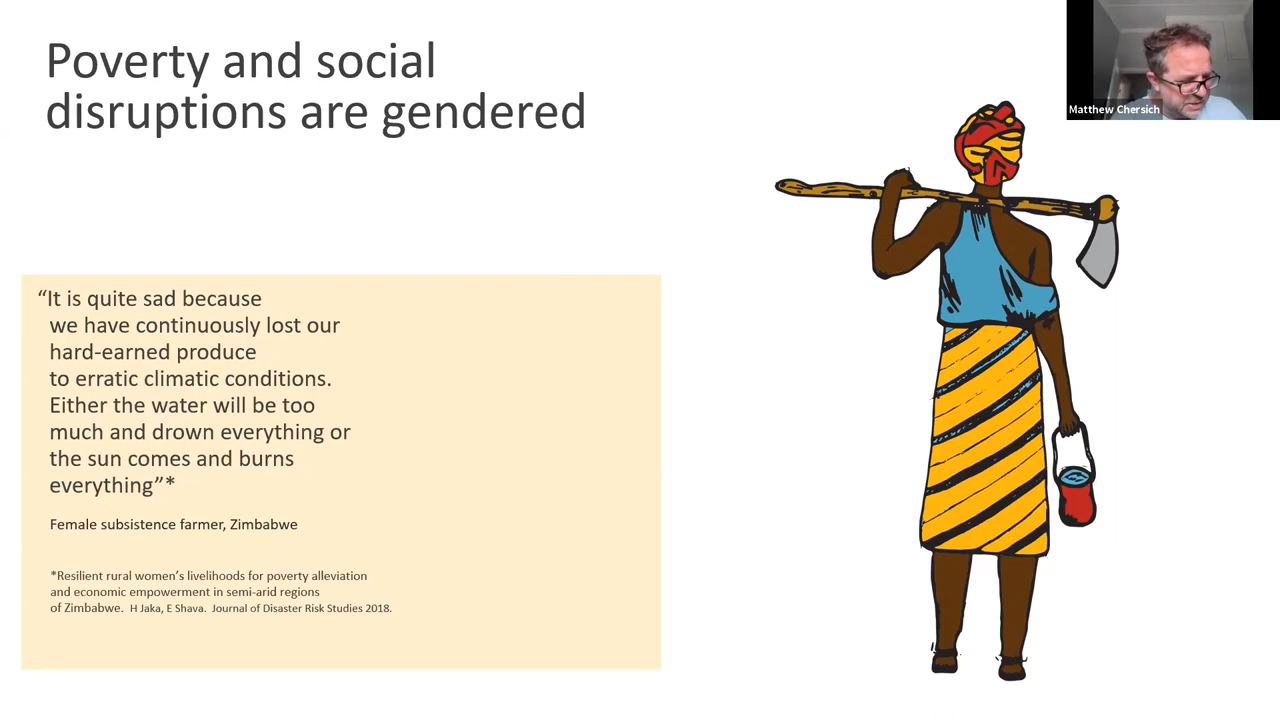 Poverty and social
disruptions are gendered
Matthew Chersich
“It is quite sad because
we have continuously lost our
hard-earned produce
to erratic climatic conditions.
Either the water will be too
much and drown everything or
the sun comes and burns
everything”*
Female subsistence farmer, Zimbabwe
*Resilient rural women’s livelihoods for poverty alleviation
and economic empowerment in semi-arid regions
of Zimbabwe. H Jaka, E Shava. Journal of Disaster Risk Studies 2018.